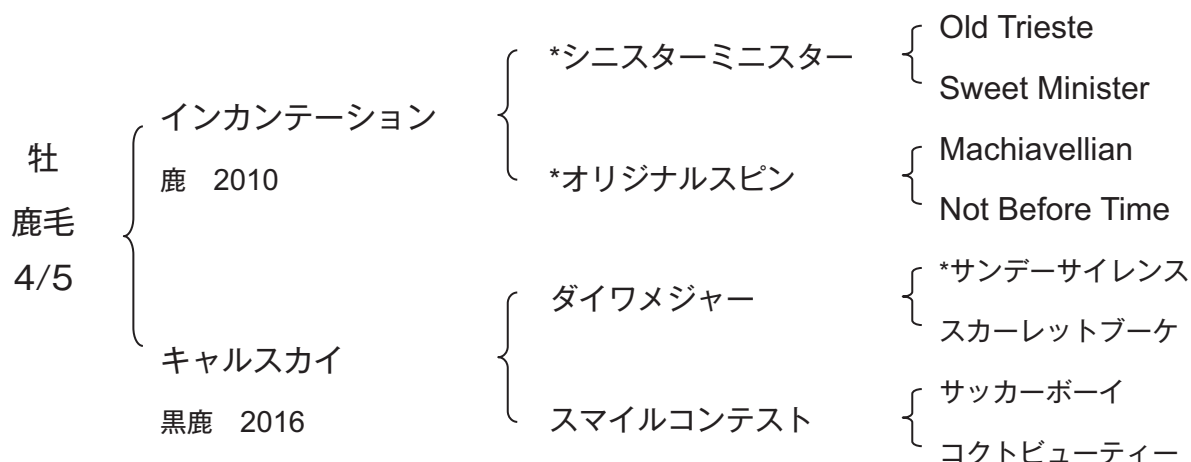 牡
鹿毛
4/5
インカンテーション
鹿 2010
キャルスカイ
黒鹿 2016
*シニスターミニスター
*オリジナルスピン
ダイワメジャー
スマイルコンテスト
Old Trieste
Sweet Minister
Machiavellian
Not Before Time
*サンデーサイレンス
スカーレットブーケ
サッカーボーイ
コクトビューティー